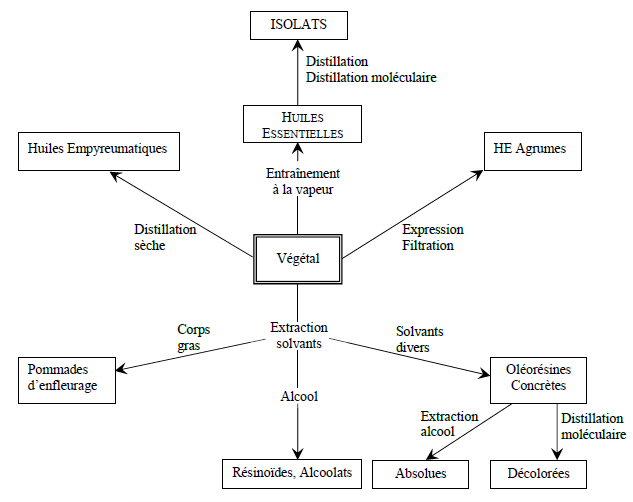 ISOLATS
Distillation
Distillation moléculaire
HUILES
ESSENTIELLES
Huiles Empyreumatiques
HE Agrumes
Entraînement
à la vapeur
Distillation
sèche
Expression
Filtration
Végétal
Corps
gras
Extraction
solvants
Solvants
divers
Pommades
d'enfleurage
Oléorésines
Concrètes
Alcool
Extraction
alcool
Distillation
moléculaire
Résinoïdes, Alcoolats
Absolues
Décolorées